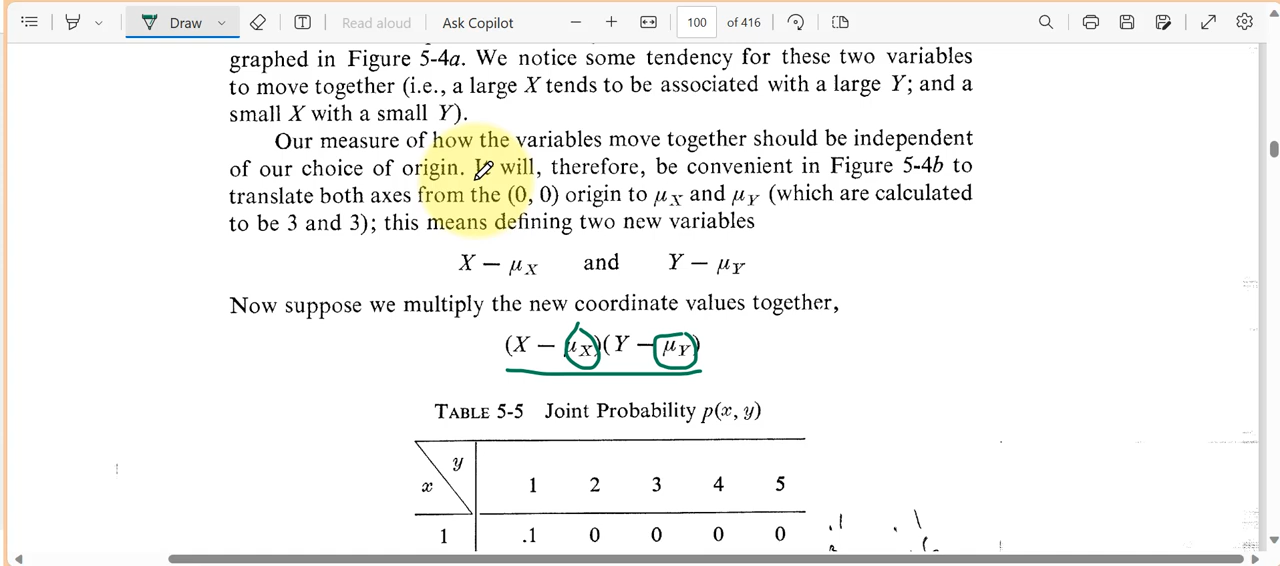 Draw
Read aloud
Ask Copilot
100
of 416
graphed in Figure 5-4a. We notice some tendency for these two variables
to move together (i.e., a large X tends to be associated with a large Y; and a
small X with a small Y).
Our measure of how the variables move together should be independent
of our choice of origin. will, therefore, be convenient in Figure 5-4b to
translate both axes from the (0, 0) origin to μX and μY (which are calculated
to be 3 and 3); this means defining two new variables
X − μX and Y − μY
Now suppose we multiply the new coordinate values together,
(X − μX)(Y − μY)
TABLE 5-5 Joint Probability p(x, y)
y
x 1 2 3 4 5
1 .1 0 0 0 0